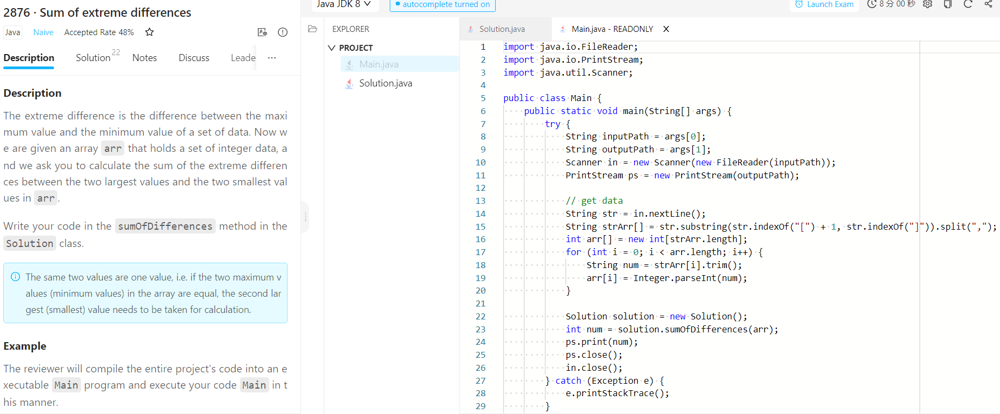 2876 · Sum of extreme differences
Java Naive Accepted Rate 48%
Description Solution 22 Notes Discuss Leade ...
Description
The extreme difference is the difference between the maxi
mum value and the minimum value of a set of data. Now w
e are given an array arr that holds a set of integer data, a
nd we ask you to calculate the sum of the extreme differen
ces between the two largest values and the two smallest val
ues in arr.
Write your code in the sumOfDifferences method in the
Solution class.
The same two values are one value, i.e. if the two maximum v
alues (minimum values) in the array are equal, the second lar
gest (smallest) value needs to be taken for calculation.
Example
The reviewer will compile the entire project's code into an e
xecutable Main program and execute your code Main in t
his manner.
Java JDK 8 autocomplete turned on Launch Exam 8 分 00 秒
EXPLORER
PROJECT
Main.java
Solution.java
Solution.java Main.java - READONLY X
1 import java.io.FileReader;
2 import java.io.PrintStream;
3 import java.util.Scanner;
4
5 public class Main {
6 public static void main(String[] args) {
7 try {
8 String inputPath = args[0];
9 String outputPath = args[1];
10 Scanner in = new Scanner(new FileReader(inputPath));
11 PrintStream ps = new PrintStream(outputPath);
12
13 // get data
14 String str = in.nextLine();
15 String strArr[] = str.substring(str.indexOf("[") + 1, str.indexOf("]")).split(",");
16 int arr[] = new int[strArr.length];
17 for (int i = 0; i < arr.length; i++) {
18 String num = strArr[i].trim();
19 arr[i] = Integer.parseInt(num);
20 }
21
22 Solution solution = new Solution();
23 int num = solution.sumOfDifferences(arr);
24 ps.print(num);
25 ps.close();
26 in.close();
27 } catch (Exception e) {
28 e.printStackTrace();
29 }